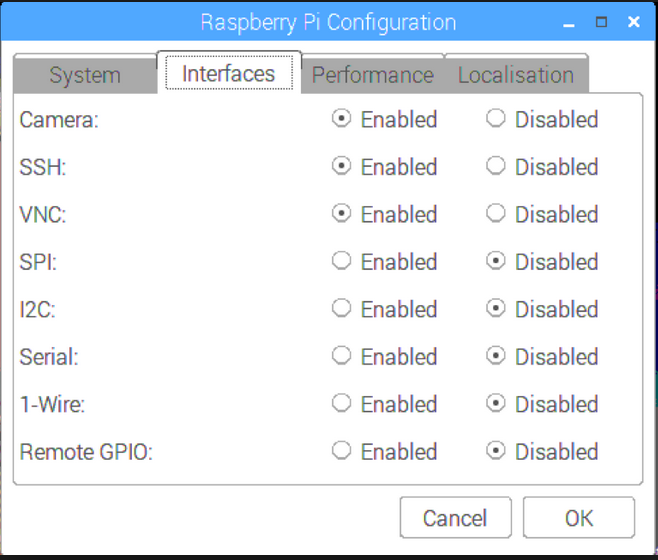 Raspberry Pi Configuration
System Interfaces Performance Localisation
Camera: Enabled Disabled
SSH: Enabled Disabled
VNC: Enabled Disabled
SPI: Enabled Disabled
I2C: Enabled Disabled
Serial: Enabled Disabled
1-Wire: Enabled Disabled
Remote GPIO: Enabled Disabled
Cancel OK